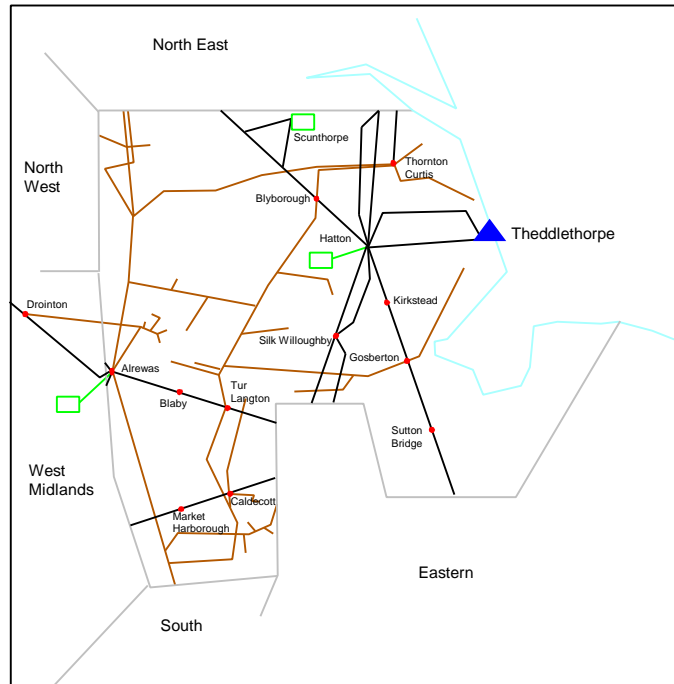 North East
Scunthorpe
North
West
Thornton
Curtis
Blyborough
Theddlethorpe
Hatton
Drointon
Kirkstead
Silk Willoughby
Gosberton
Alrewas
Tur
Langton
Blaby
Sutton
Bridge
West
Midlands
Caldecott
Market
Harborough
Eastern
South